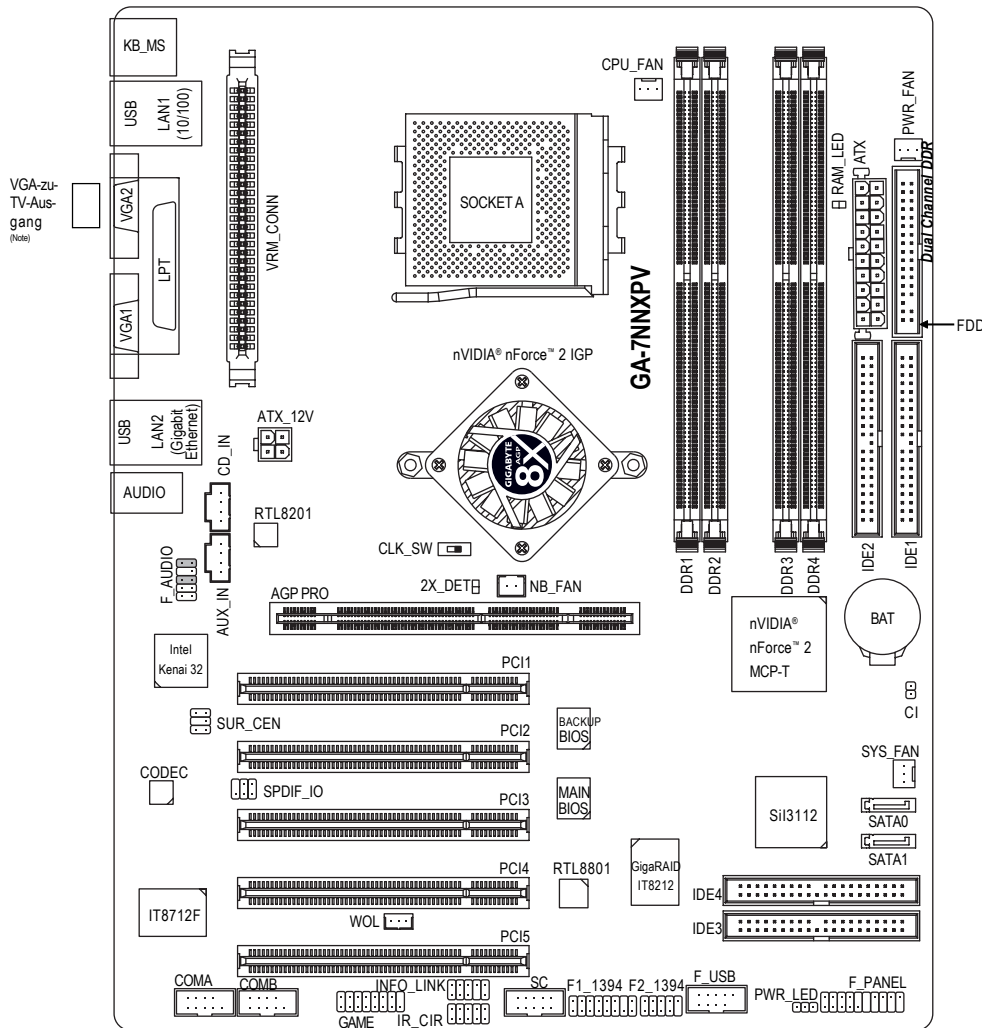 KB_MS
CPU_FAN
PWR_FAN
USB
LAN1
(10/100)
RAM_LED
ATX
Dual Channel DDR
VGA-zu-
TV-Aus-
gang
(Note)
VGA2
LPT
VRM_CONN
SOCKET A
VGA1
GA-7NNXPV
FDD
nVIDIA® nForce™ 2 IGP
USB
LAN2
(Gigabit
Ethernet)
CD_IN
ATX_12V
GIGABYTE
AGP
8X
AUDIO
RTL8201
CLK_SW
DDR1
DDR2
DDR3
DDR4
IDE2
IDE1
F_AUDIO
AUX_IN
2X_DET
NB_FAN
AGP PRO
nVIDIA®
nForce™ 2
MCP-T
BAT
Intel
Kenai 32
PCI1
CI
SUR_CEN
BACKUP
BIOS
PCI2
SYS_FAN
CODEC
SPDIF_IO
MAIN
BIOS
PCI3
SiI3112
SATA0
SATA1
PCI4
RTL8801
GigaRAID
IT8212
IDE4
IT8712F
WOL
IDE3
PCI5
COMA
COMB
INFO_LINK
SC
F1_1394
F2_1394
F_USB
PWR_LED
F_PANEL
GAME
IR_CIR